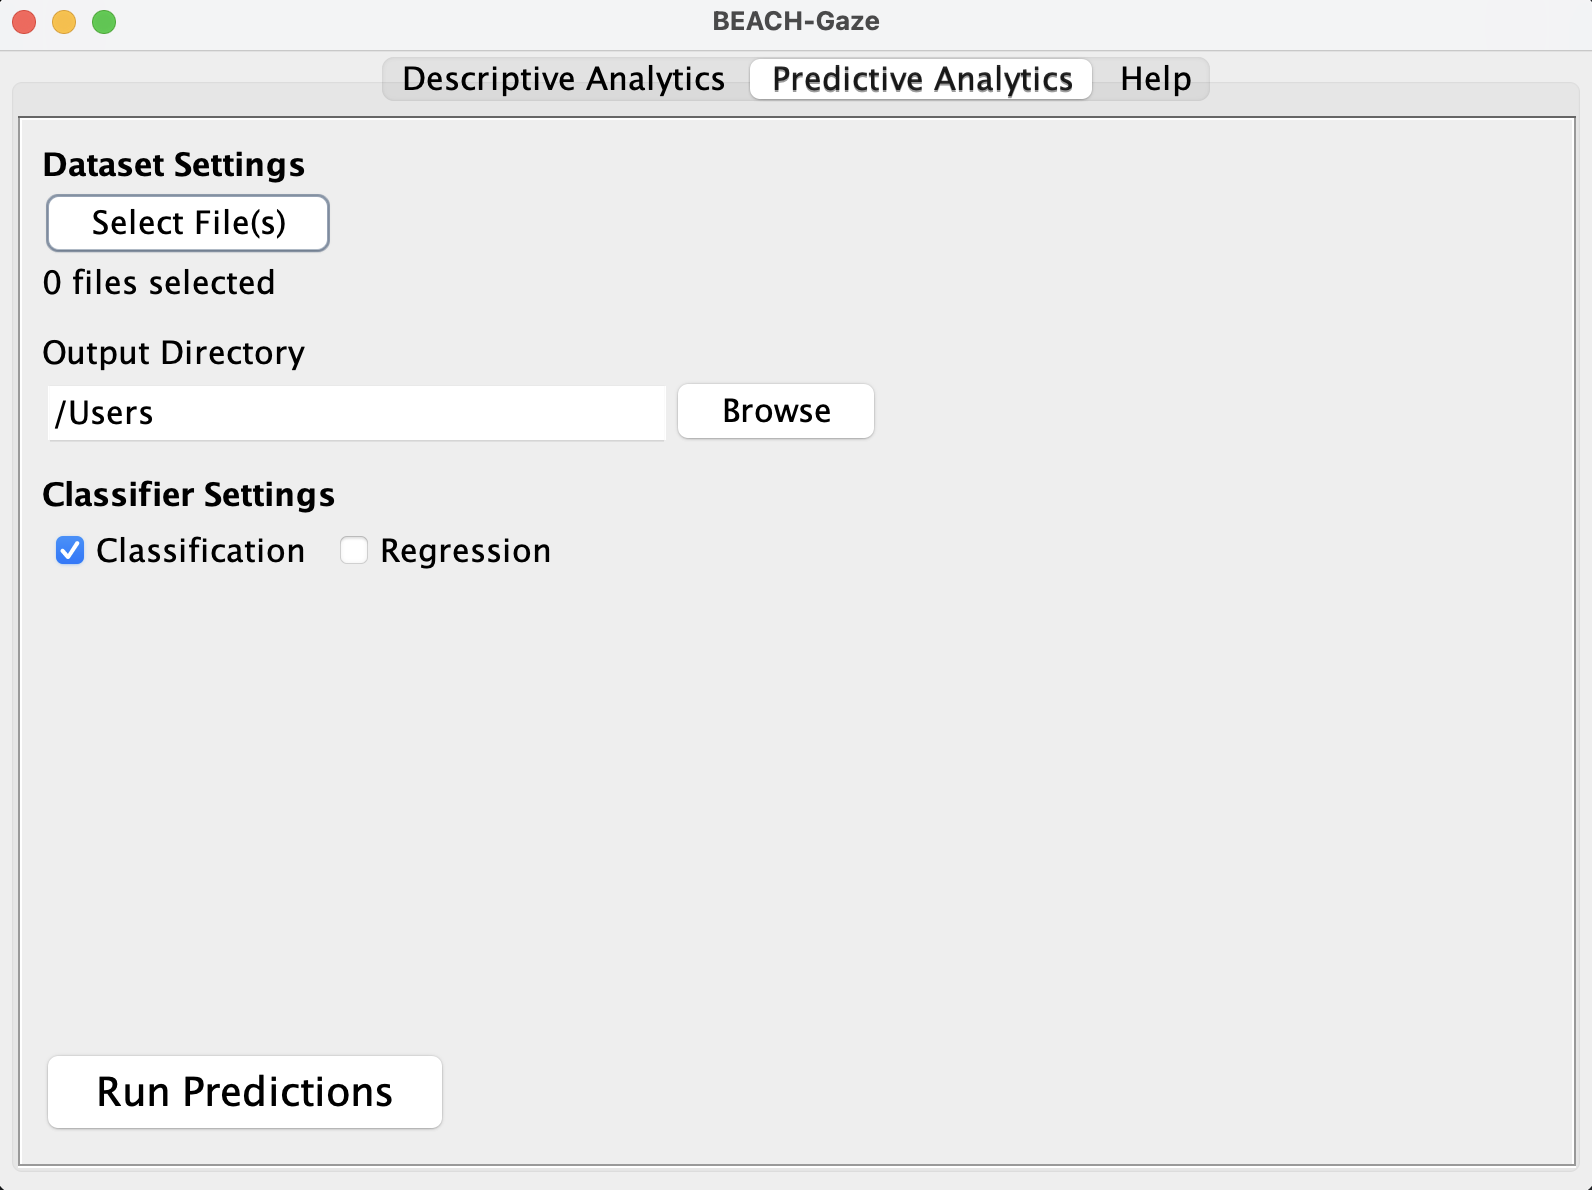 BEACH-Gaze
Descriptive Analytics Predictive Analytics Help
Dataset Settings
Select File(s)
0 files selected
Output Directory
/Users Browse
Classifier Settings
Classification Regression
Run Predictions